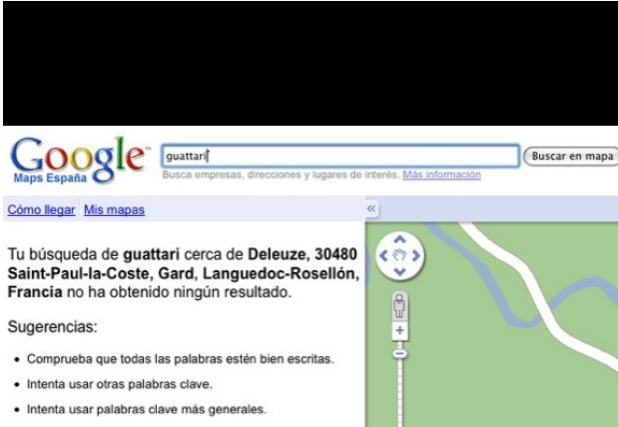 Google™
Maps España
guattari
Buscar en mapa
Busca empresas, direcciones y lugares de interés. Más información
Cómo llegar Mis mapas
«
Tu búsqueda de guattari cerca de Deleuze, 30480
Saint-Paul-la-Coste, Gard, Languedoc-Rosellón,
Francia no ha obtenido ningún resultado.
Sugerencias:
• Comprueba que todas las palabras estén bien escritas.
• Intenta usar otras palabras clave.
• Intenta usar palabras clave más generales.